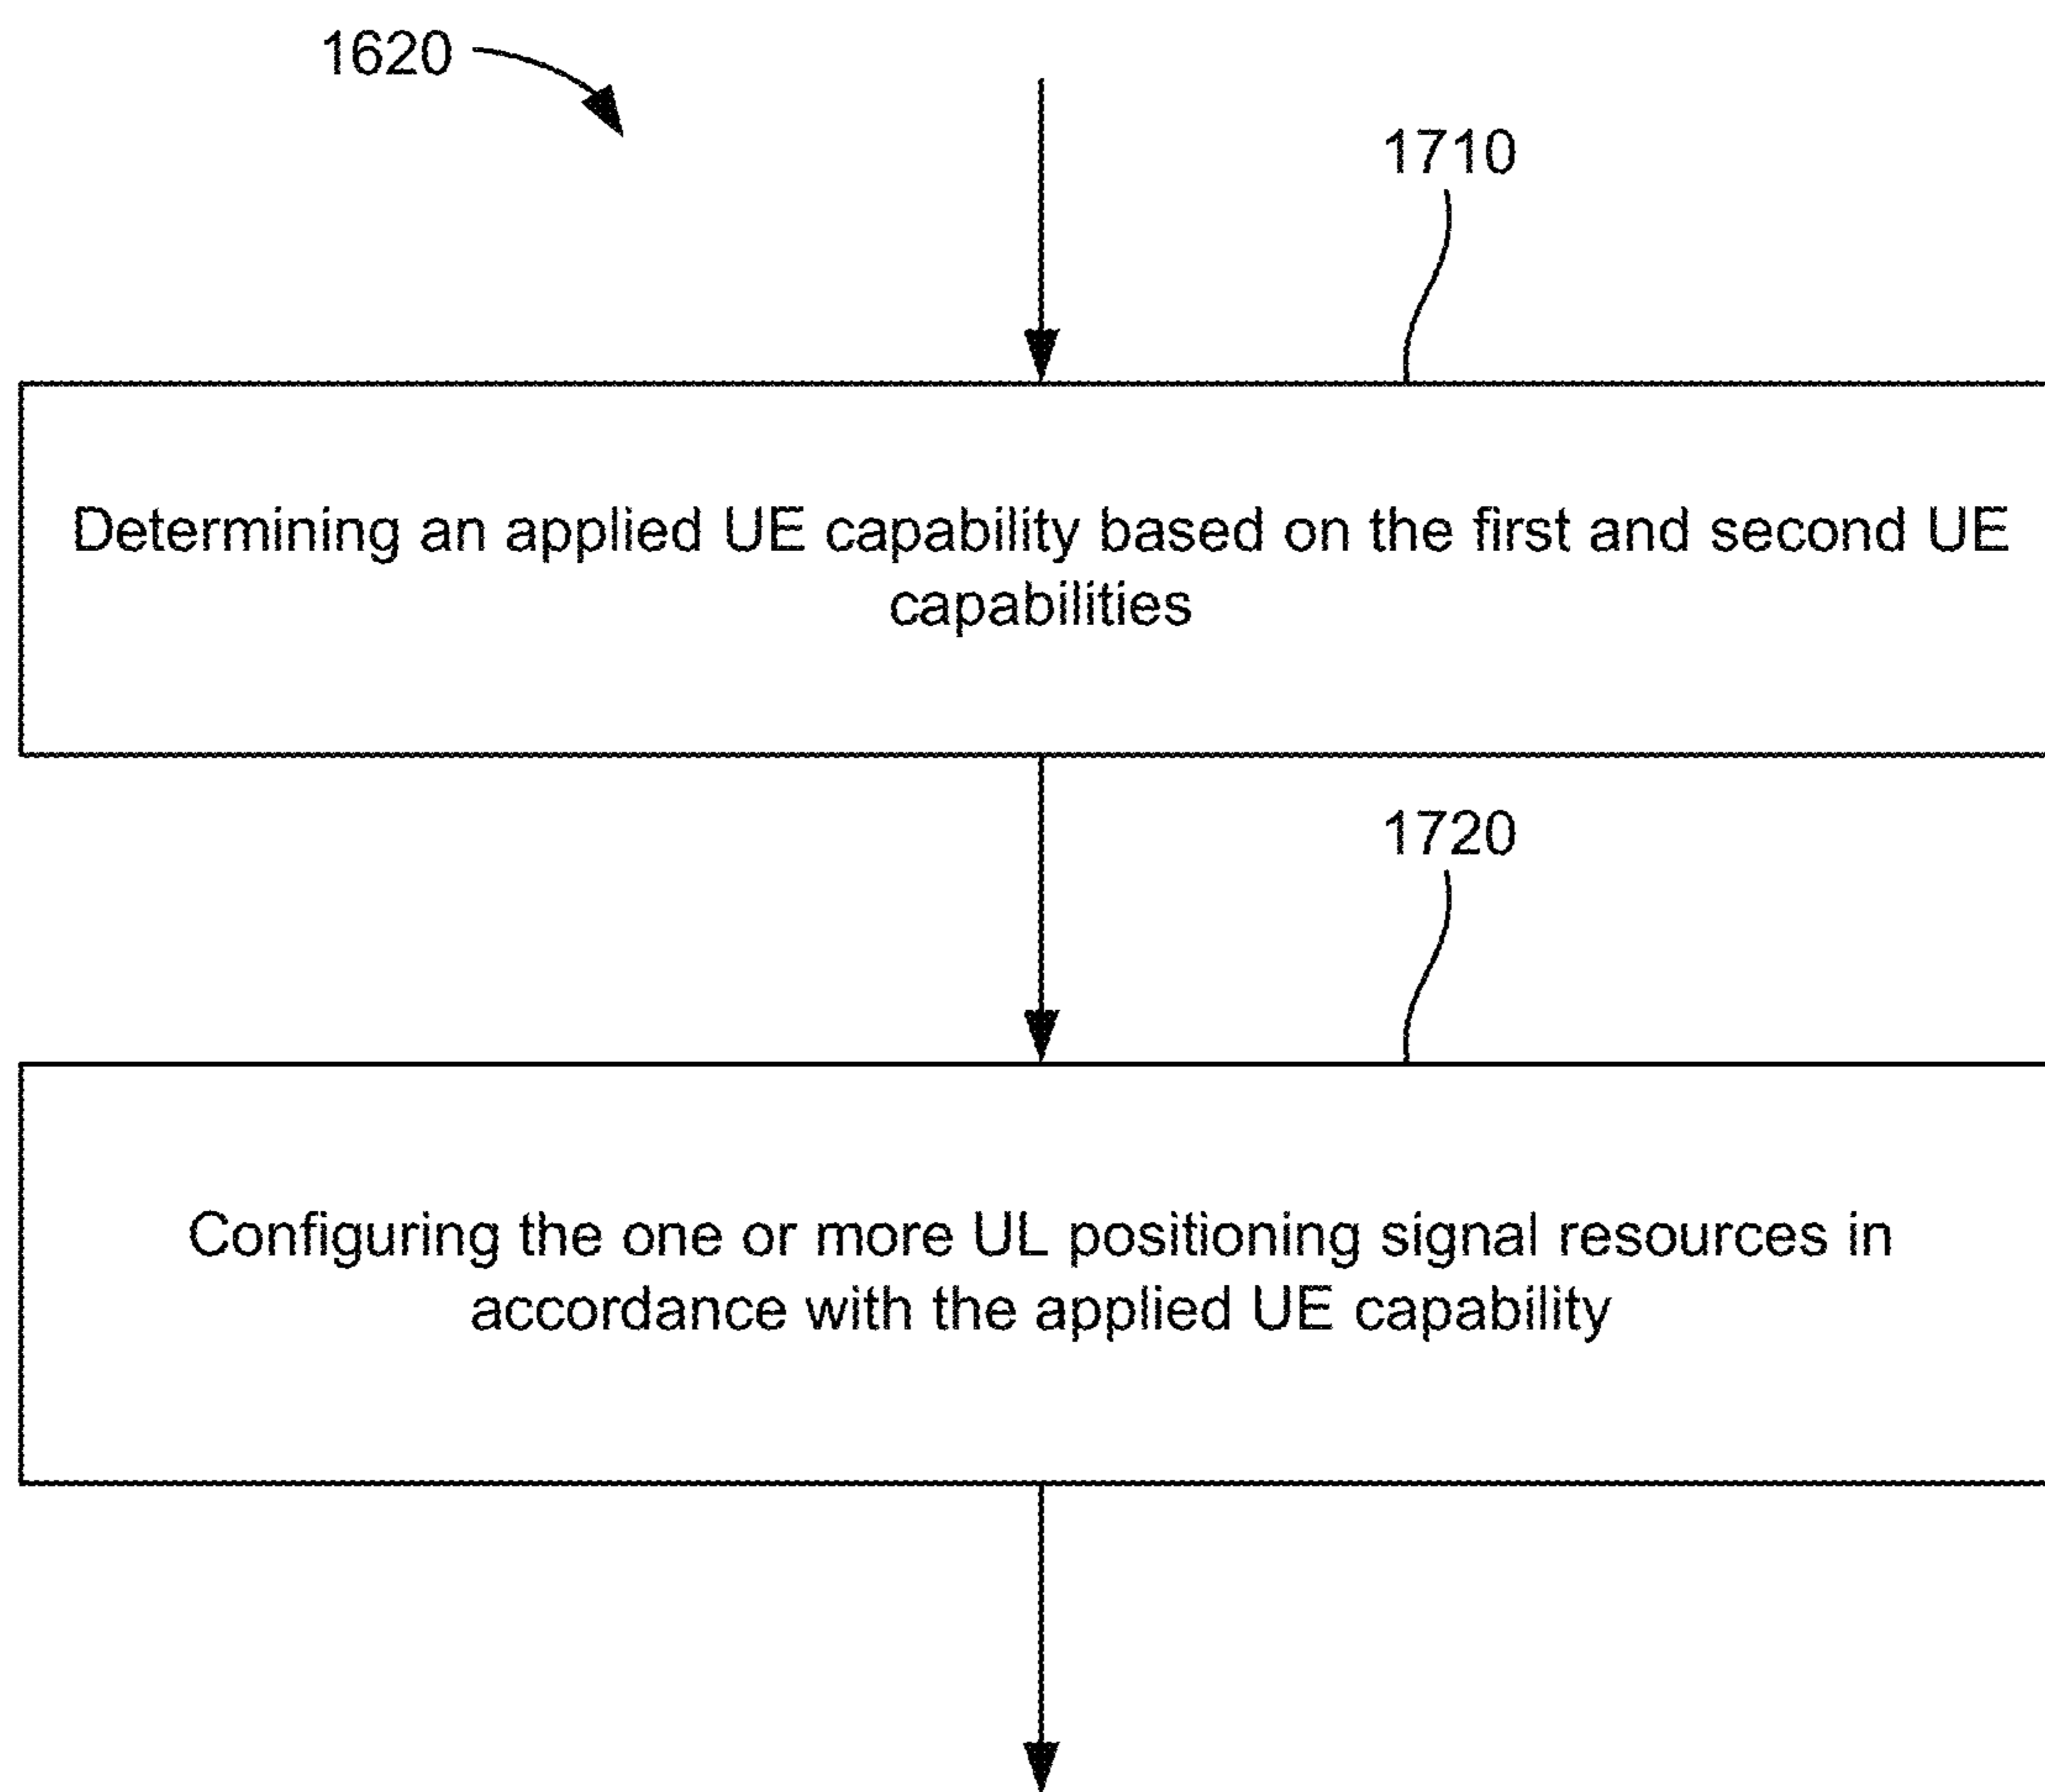 1620
1710
Determining an applied UE capability based on the first and second UE
capabilities
1720
Configuring the one or more UL positioning signal resources in
accordance with the applied UE capability